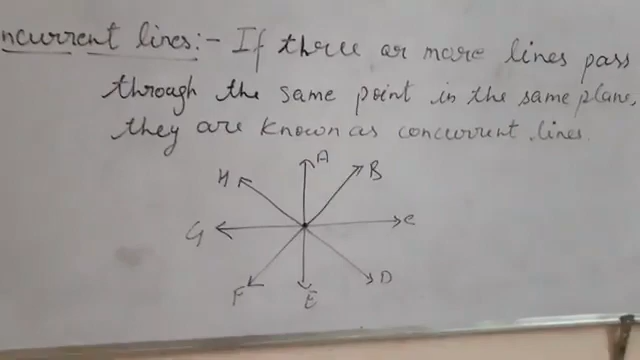 ncurrent lines:- If three or more lines pass
through the same point in the same plane,
they are known as concurrent lines.
A
H
B
G
C
F
E
D